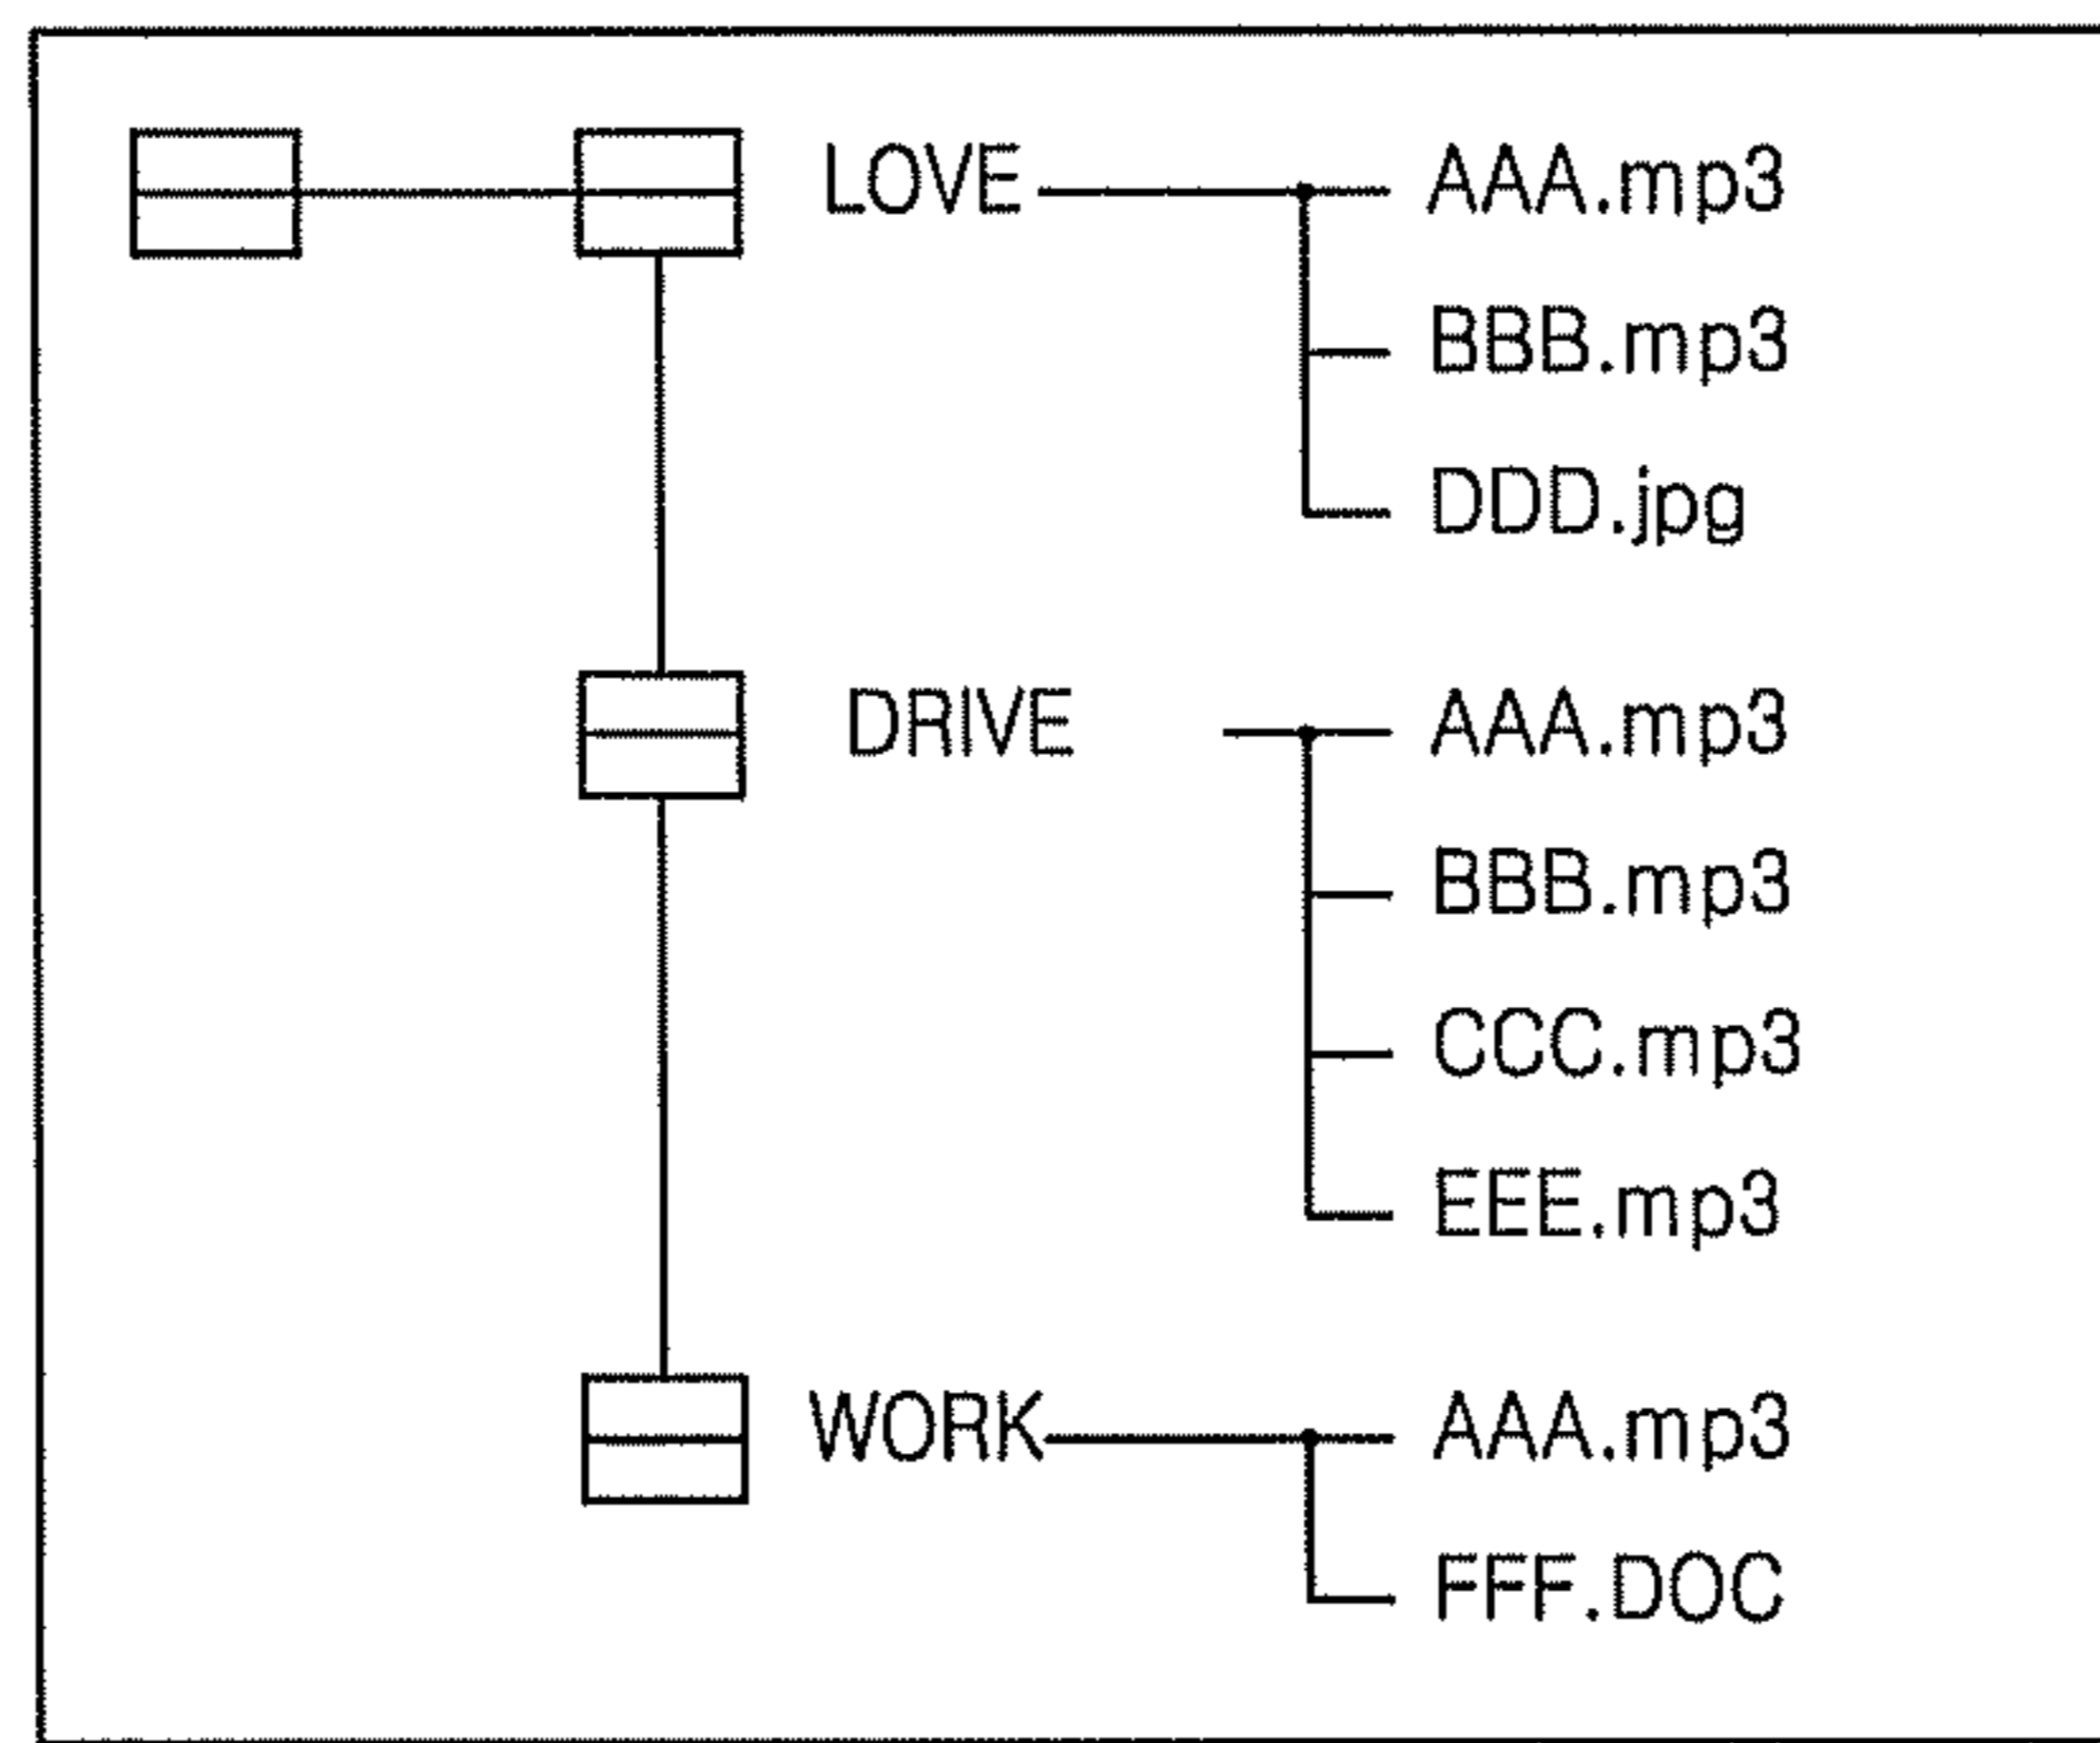 LOVE AAA.mp3
BBB.mp3
DDD.jpg
DRIVE AAA.mp3
BBB.mp3
CCC.mp3
EEE.mp3
WORK AAA.mp3
FFF.DOC